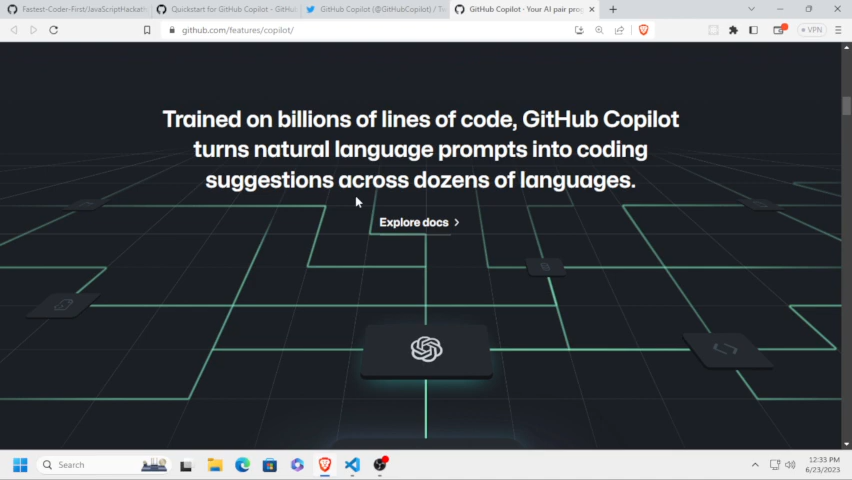 Fastest-Coder-First/JavaScriptHackath
Quickstart for GitHub Copilot - GitHub
GitHub Copilot (@GitHubCopilot) / Tw
GitHub Copilot · Your AI pair prog
github.com/features/copilot/
VPN
Trained on billions of lines of code, GitHub Copilot
turns natural language prompts into coding
suggestions across dozens of languages.
Explore docs >
Search
12:33 PM
6/23/2023